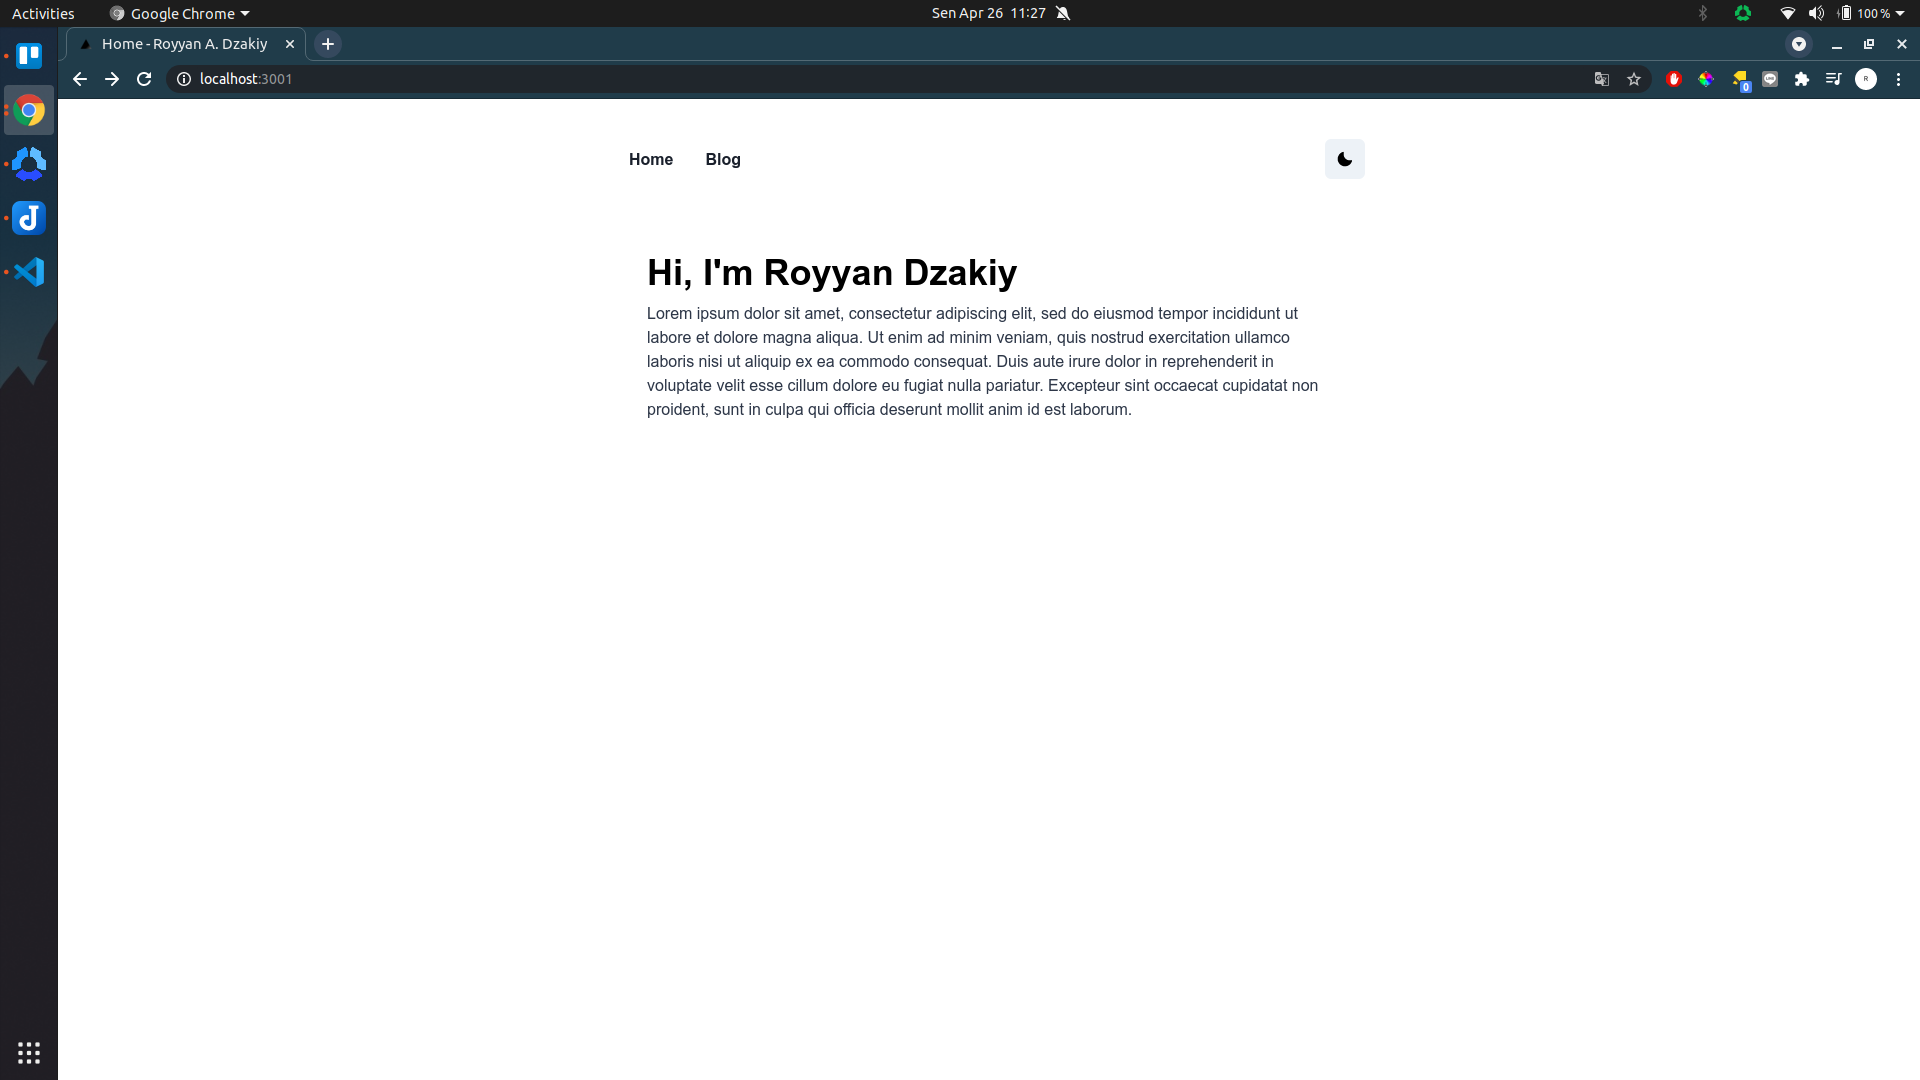 Activities
Google Chrome
Sen Apr 26 11:27
100 %
Home - Royyan A. Dzakiy
localhost:3001
0
R
Home
Blog
Hi, I'm Royyan Dzakiy
Lorem ipsum dolor sit amet, consectetur adipiscing elit, sed do eiusmod tempor incididunt ut
labore et dolore magna aliqua. Ut enim ad minim veniam, quis nostrud exercitation ullamco
laboris nisi ut aliquip ex ea commodo consequat. Duis aute irure dolor in reprehenderit in
voluptate velit esse cillum dolore eu fugiat nulla pariatur. Excepteur sint occaecat cupidatat non
proident, sunt in culpa qui officia deserunt mollit anim id est laborum.